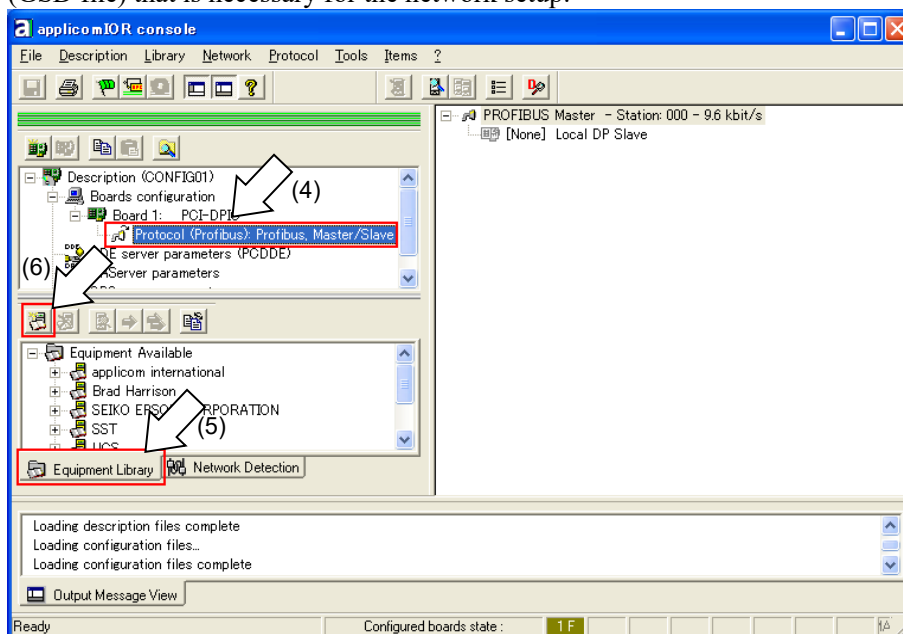 (GSD file) that is necessary for the network setup.
applicomIOR console
File Description Library Network Protocol Tools Items ?
PROFIBUS Master - Station: 000 - 9.6 kbit/s
[None] Local DP Slave
Description (CONFIG01)
(4)
Boards configuration
Board 1: PCI-DPIO
Protocol (Profibus): Profibus, Master/Slave
server parameters (PCDDE)
(6)
Server parameters
Equipment Available
applicom international
Brad Harrison
SEIKO EPSON CORPORATION
SST
(5)
Equipment Library
Network Detection
Loading description files complete
Loading configuration files...
Loading configuration files complete
Output Message View
Ready
Configured boards state :
1 F